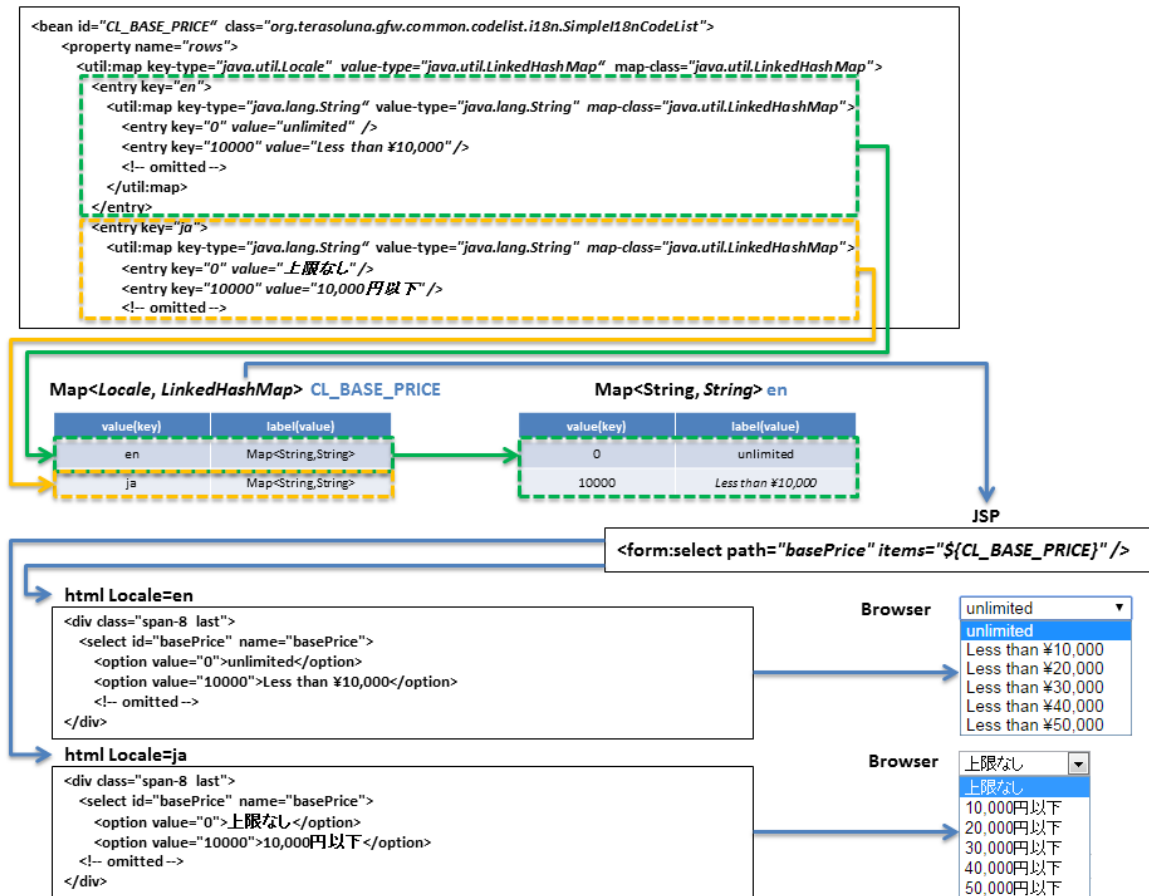 <bean id="CL_BASE_PRICE“ class="org.terasoluna.gfw.common.codelist.i18n.SimpleI18nCodeList">
<property name="rows">
<util:map key-type="java.util.Locale" value-type="java.util.LinkedHashMap“ map-class="java.util.LinkedHashMap">
<entry key="en">
<util:map key-type="java.lang.String“ value-type="java.lang.String" map-class="java.util.LinkedHashMap">
<entry key="0" value="unlimited" />
<entry key="10000" value="Less than ¥10,000" />
<!-- omitted -->
</util:map>
</entry>
<entry key="ja">
<util:map key-type="java.lang.String“ value-type="java.lang.String" map-class="java.util.LinkedHashMap">
<entry key="0" value="上限なし" />
<entry key="10000" value="10,000円以下" />
<!-- omitted -->
Map<Locale, LinkedHashMap> CL_BASE_PRICE
value(key) label(value)
en Map<String,String>
ja Map<String,String>
Map<String, String> en
value(key) label(value)
0 unlimited
10000 Less than ¥10,000
JSP
<form:select path="basePrice" items="${CL_BASE_PRICE}" />
html Locale=en
<div class="span-8 last">
<select id="basePrice" name="basePrice">
<option value="0">unlimited</option>
<option value="10000">Less than ¥10,000</option>
<!-- omitted -->
</div>
Browser
unlimited
unlimited
Less than ¥10,000
Less than ¥20,000
Less than ¥30,000
Less than ¥40,000
Less than ¥50,000
html Locale=ja
<div class="span-8 last">
<select id="basePrice" name="basePrice">
<option value="0">上限なし</option>
<option value="10000">10,000円以下</option>
<!-- omitted -->
</div>
Browser
上限なし
上限なし
10,000円以下
20,000円以下
30,000円以下
40,000円以下
50,000円以下